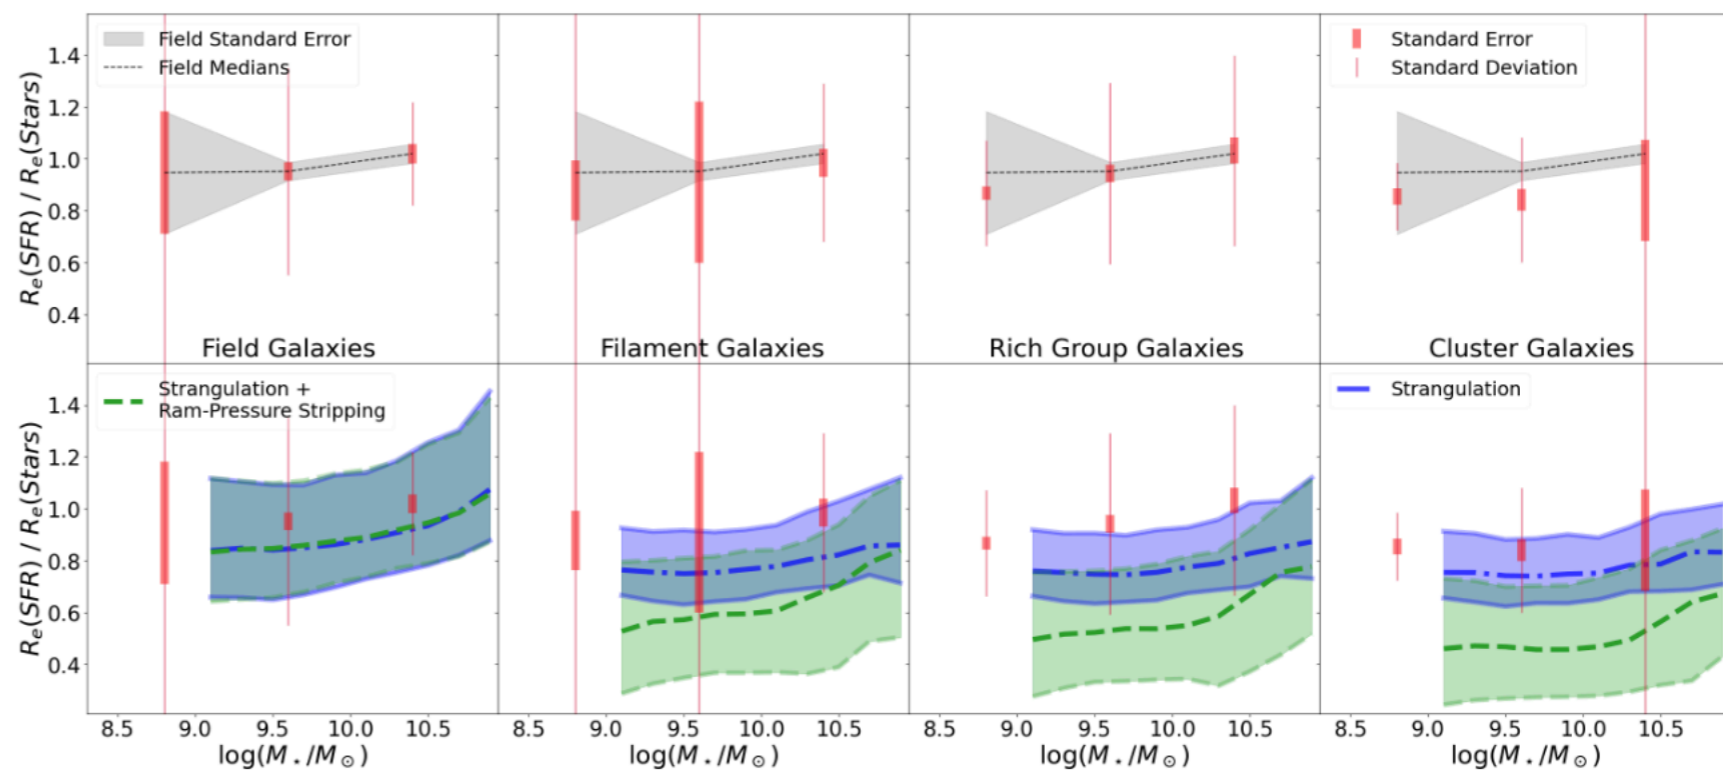 Field Standard Error
Field Medians
Standard Error
Standard Deviation
R_e(SFR) / R_e(Stars)
1.4
1.2
1.0
0.8
0.6
0.4
Field Galaxies
Filament Galaxies
Rich Group Galaxies
Cluster Galaxies
Strangulation +
Ram-Pressure Stripping
Strangulation
R_e(SFR) / R_e(Stars)
1.4
1.2
1.0
0.8
0.6
0.4
8.5 9.0 9.5 10.0 10.5 8.5 9.0 9.5 10.0 10.5 8.5 9.0 9.5 10.0 10.5 8.5 9.0 9.5 10.0 10.5
log(M⋆/M⊙) log(M⋆/M⊙) log(M⋆/M⊙) log(M⋆/M⊙)